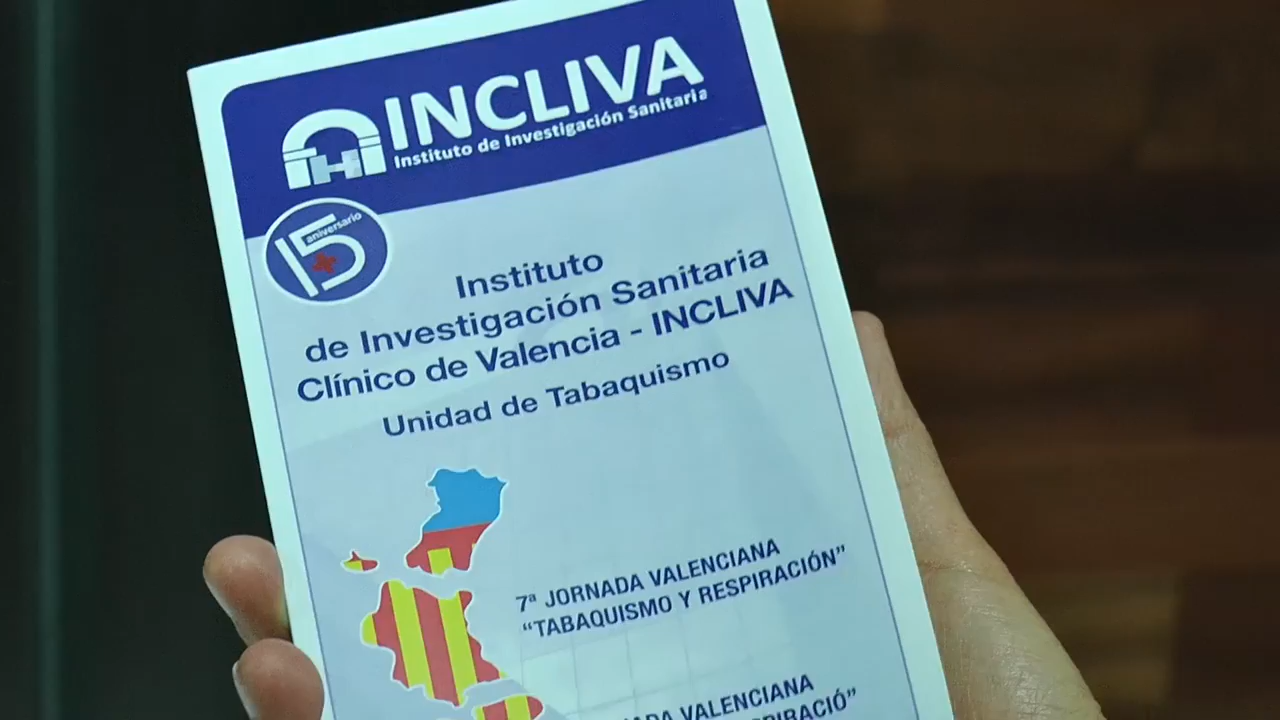 INCLIVA
Instituto de Investigación Sanitaria
15 aniversario
Instituto
de Investigación Sanitaria
Clínico de Valencia - INCLIVA
Unidad de Tabaquismo
7ª JORNADA VALENCIANA
“TABAQUISMO Y RESPIRACIÓN”
VALENCIANA